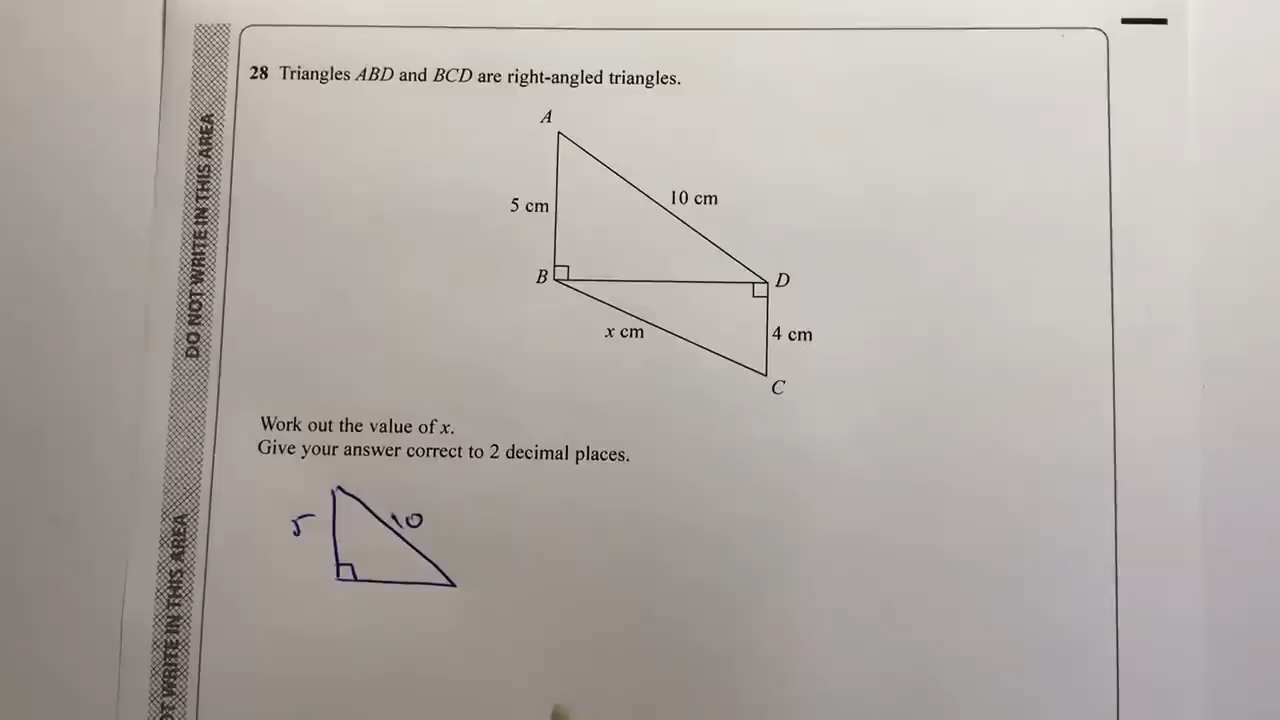 28 Triangles ABD and BCD are right-angled triangles.
A
10 cm
5 cm
B
D
x cm
4 cm
C
Work out the value of x.
Give your answer correct to 2 decimal places.
5
10
DO NOT WRITE IN THIS AREA
OT WRITE IN THIS AREA